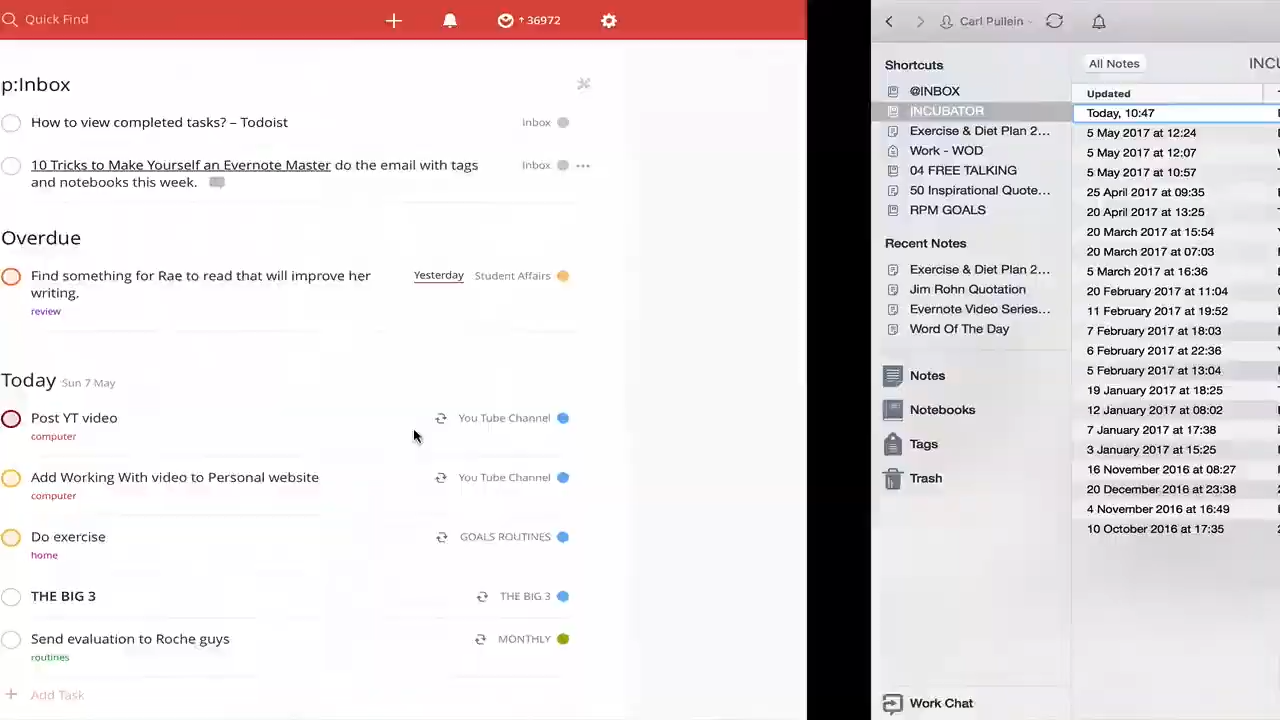 Quick Find
36972
p:Inbox
How to view completed tasks? – Todoist
Inbox
10 Tricks to Make Yourself an Evernote Master do the email with tags
and notebooks this week.
Inbox
Overdue
Find something for Rae to read that will improve her
writing.
Yesterday
Student Affairs
review
Today Sun 7 May
Post YT video
You Tube Channel
computer
Add Working With video to Personal website
You Tube Channel
computer
Do exercise
GOALS ROUTINES
home
THE BIG 3
THE BIG 3
Send evaluation to Roche guys
MONTHLY
routines
Add Task
Carl Pullein
Shortcuts
@INBOX
INCUBATOR
Exercise & Diet Plan 2...
Work - WOD
04 FREE TALKING
50 Inspirational Quote...
RPM GOALS
Recent Notes
Exercise & Diet Plan 2...
Jim Rohn Quotation
Evernote Video Series...
Word Of The Day
Notes
Notebooks
Tags
Trash
Work Chat
All Notes
INCU
Updated
Today, 10:47
5 May 2017 at 12:24
5 May 2017 at 12:07
5 May 2017 at 10:57
25 April 2017 at 09:35
20 April 2017 at 13:25
20 March 2017 at 15:54
20 March 2017 at 07:03
5 March 2017 at 16:36
20 February 2017 at 11:04
11 February 2017 at 19:52
7 February 2017 at 18:03
6 February 2017 at 22:36
5 February 2017 at 13:04
19 January 2017 at 18:25
12 January 2017 at 18:02
7 January 2017 at 17:38
3 January 2017 at 15:25
16 November 2016 at 08:27
20 December 2016 at 23:38
4 November 2016 at 16:49
10 October 2016 at 17:35